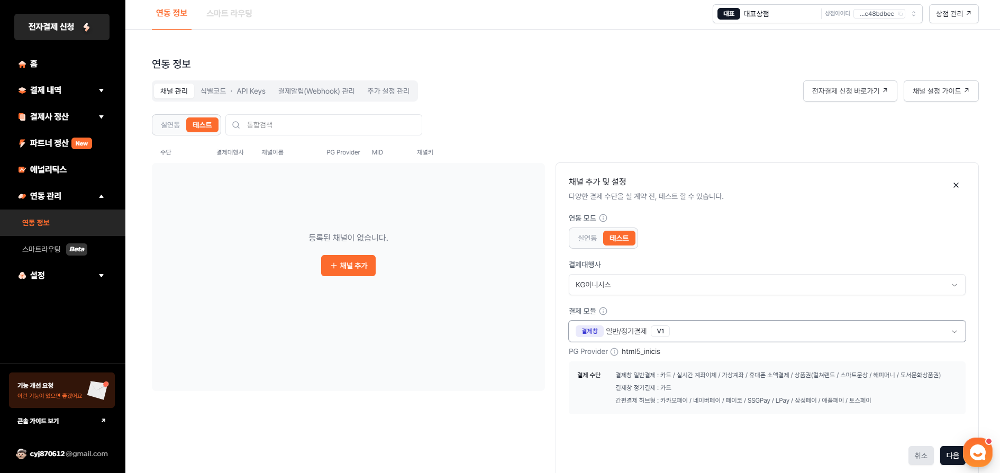 전자결제 신청
홈
결제 내역
결제사 정산
파트너 정산 New
애널리틱스
연동 관리
연동 정보
스마트라우팅 Beta
설정
기능 개선 요청
이런 기능이 있으면 좋겠어요
콘솔 가이드 보기
cyj870612@gmail.com
연동 정보 스마트 라우팅
대표 대표상점 상점아이디 ...c48bdbec
상점 관리
연동 정보
채널 관리 식별코드 · API Keys 결제알림(Webhook) 관리 추가 설정 관리
전자결제 신청 바로가기 채널 설정 가이드
실연동 테스트 통합검색
수단 결제대행사 채널이름 PG Provider MID 채널키
등록된 채널이 없습니다.
+ 채널 추가
채널 추가 및 설정
다양한 결제 수단을 실 계약 전, 테스트 할 수 있습니다.
연동 모드
실연동 테스트
결제대행사
KG이니시스
결제 모듈
결제창 일반/정기결제 V1
PG Provider html5_inicis
결제 수단 결제창 일반결제 : 카드 / 실시간 계좌이체 / 가상계좌 / 휴대폰 소액결제 / 상품권(컬쳐랜드 / 스마트문상 / 해피머니 / 도서문화상품권)
결제창 정기결제 : 카드
간편결제 허브형 : 카카오페이 / 네이버페이 / 페이코 / SSGPay / LPay / 삼성페이 / 애플페이 / 토스페이
취소 다음